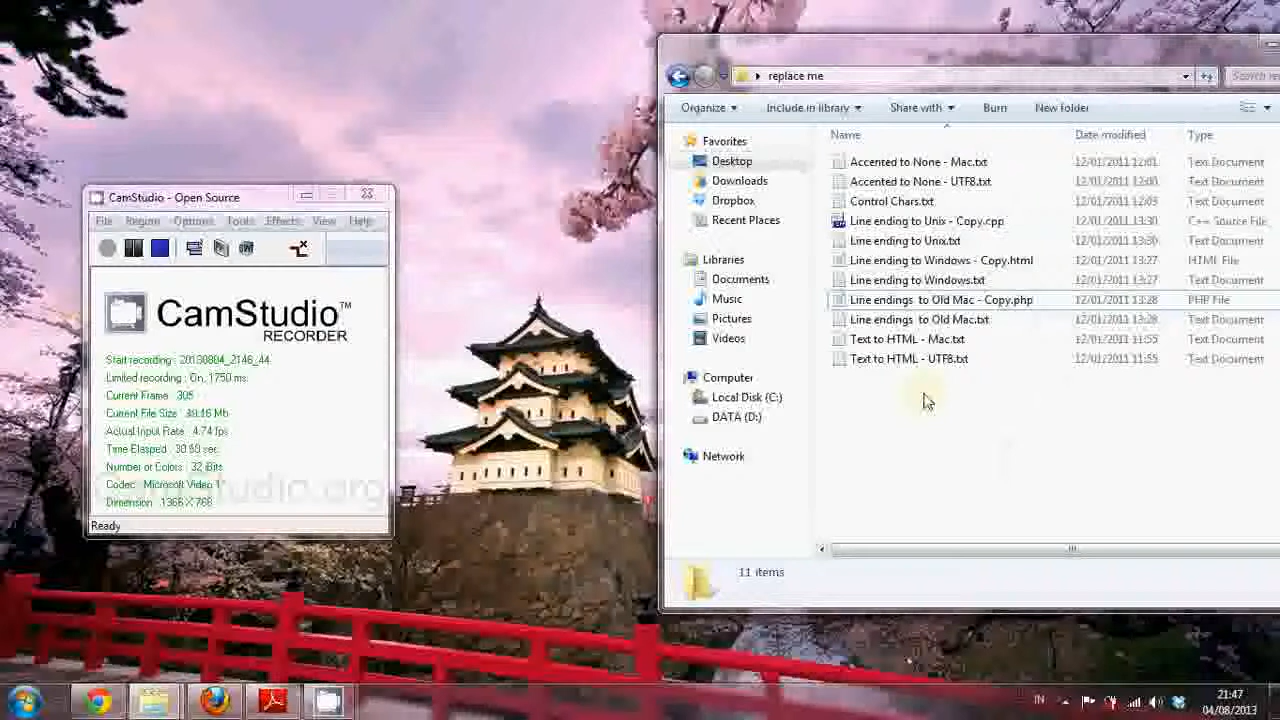 CamStudio - Open Source
File Region Options Tools Effects View Help
CamStudio™
RECORDER
Start recording : 20130804_2146_44
Limited recording : On, 1750 ms.
Current Frame : 305
Current File Size : 38.16 Mb
Actual Input Rate : 4.74 fps
Time Elapsed :
Number of Colors : 32 Bits
Codec : Microsoft Video 1
Dimension : 1366 X 768
Ready
replace me
Search re
Organize Include in library Share with Burn New folder
Favorites
Desktop
Downloads
Dropbox
Recent Places
Libraries
Documents
Music
Pictures
Videos
Computer
Local Disk (C:)
DATA (D:)
Network
Name Date modified Type
Accented to None - Mac.txt 12/01/2011 12:01 Text Document
Accented to None - UTF8.txt 12/01/2011 12:00 Text Document
Control Chars.txt 12/01/2011 12:03 Text Document
Line ending to Unix - Copy.cpp 12/01/2011 13:30 C++ Source File
Line ending to Unix.txt 12/01/2011 13:30 Text Document
Line ending to Windows - Copy.html 12/01/2011 13:27 HTML File
Line ending to Windows.txt 12/01/2011 13:27 Text Document
Line endings to Old Mac - Copy.php 12/01/2011 13:28 PHP File
Line endings to Old Mac.txt 12/01/2011 13:28 Text Document
Text to HTML - Mac.txt 12/01/2011 11:55 Text Document
Text to HTML - UTF8.txt 12/01/2011 11:55 Text Document
11 items
IN
21:47
04/08/2013